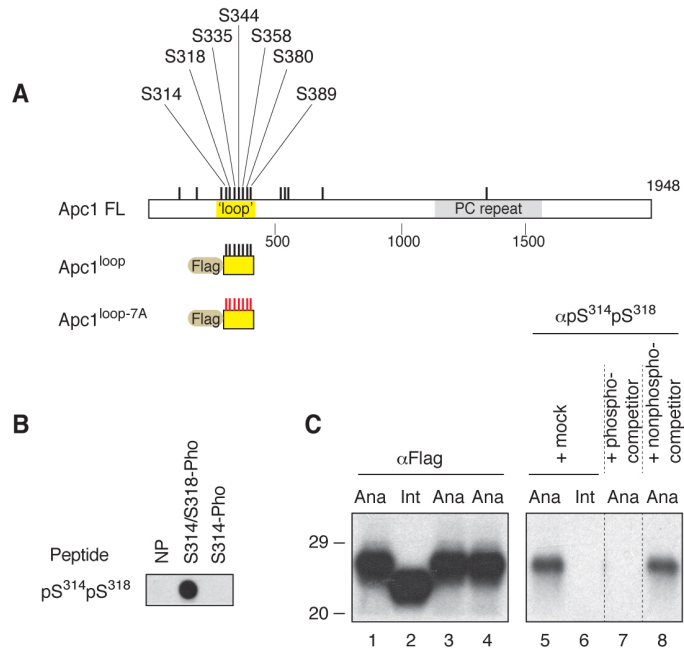 A
S344
S335 S358
S318 S380
S314 S389
1948
Apc1 FL 'loop' PC repeat
500 1000 1500
Apc1loop Flag
Apc1loop-7A Flag
B
Peptide NP S314/S318-Pho S314-Pho
pS314pS318
C
αFlag
αpS314pS318
+ mock
+ phospho-competitor
+ nonphospho-competitor
Ana Int Ana Ana Ana Int Ana Ana
29
20
1 2 3 4 5 6 7 8